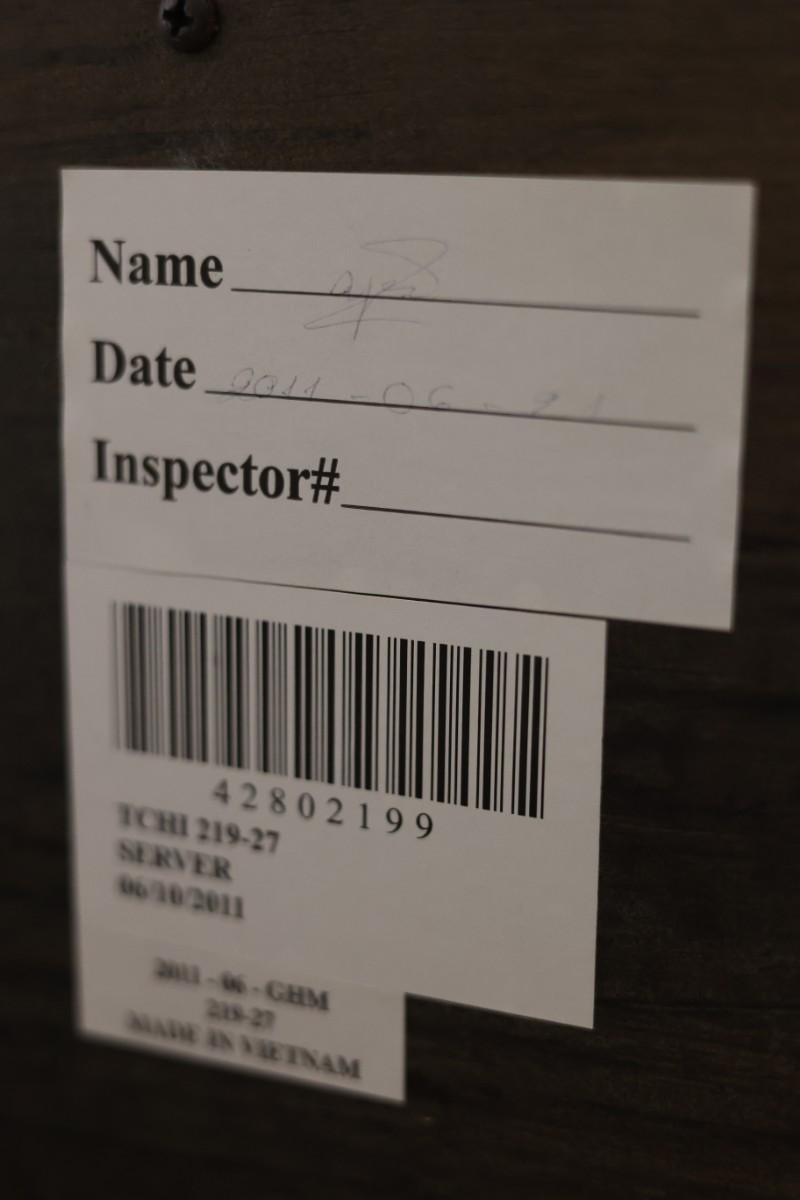 Name
Date 2011-06-21
Inspector#
42802199
TCHI 219-27
SERVER
06/10/2011
2011 - 06 - GHM
219-27
MADE IN VIETNAM